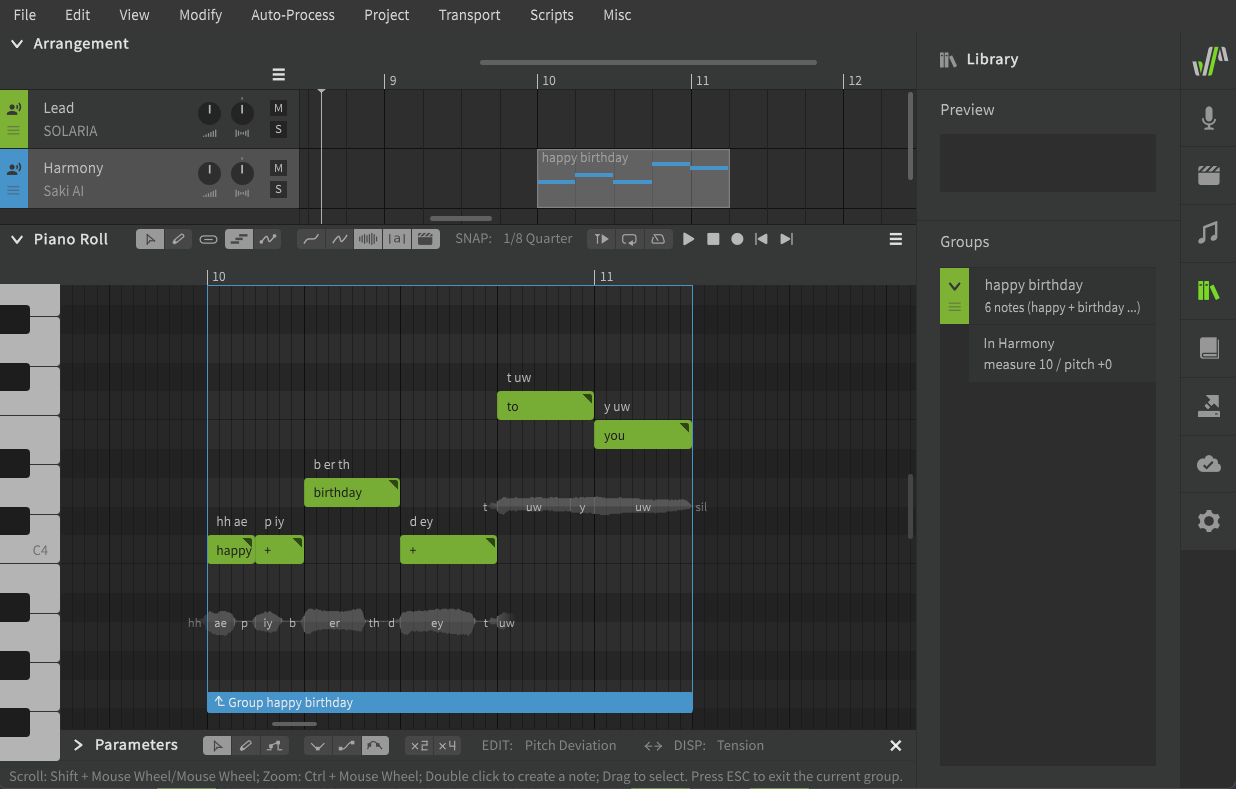 File Edit View Modify Auto-Process Project Transport Scripts Misc
Arrangement
9 10 11 12
Lead M
SOLARIA S
Harmony M
Saki AI S
happy birthday
Piano Roll |a| SNAP: 1/8 Quarter
10 11
t uw
to
y uw
you
b er th
birthday
t uw y uw sil
hh ae p iy d ey
happy + +
C4
hh ae p iy b er th d ey t uw
Group happy birthday
Parameters ×2 ×4 EDIT: Pitch Deviation DISP: Tension
Scroll: Shift + Mouse Wheel/Mouse Wheel; Zoom: Ctrl + Mouse Wheel; Double click to create a note; Drag to select. Press ESC to exit the current group.
Library
Preview
Groups
happy birthday
6 notes (happy + birthday ...)
In Harmony
measure 10 / pitch +0